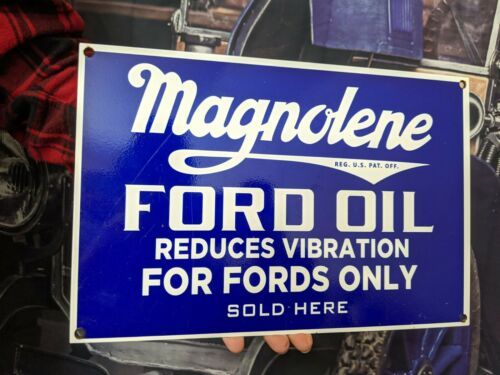 Magnolene
REG. U.S. PAT. OFF.
FORD OIL
REDUCES VIBRATION
FOR FORDS ONLY
SOLD HERE